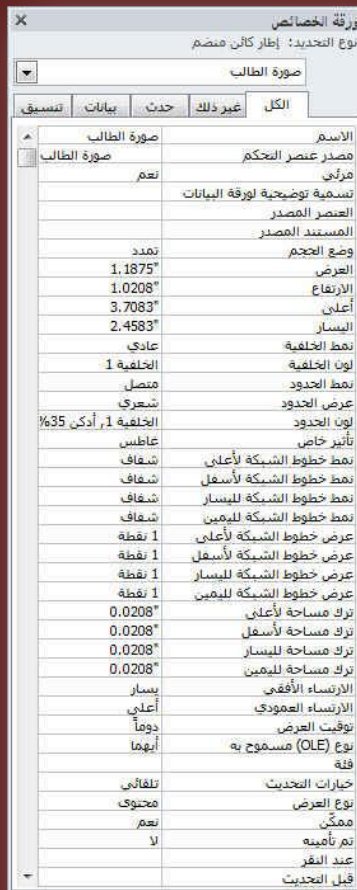 ورقة الخصائص
نوع التحديد: إطار كائن منضم
صورة الطالب
الكل غير ذلك حدث بيانات تنسيق
الاسم صورة الطالب
مصدر عنصر التحكم صورة الطالب
مرئي نعم
تسمية توضيحية لورقة البيانات
العنصر المصدر
المستند المصدر
وضع الحجم تمدد
العرض 1.1875"
الارتفاع 1.0208"
أعلى 3.7083"
اليسار 2.4583"
نمط الخلفية عادي
لون الخلفية الخلفية 1
نمط الحدود متصل
عرض الحدود شعري
لون الحدود الخلفية 1, أدكن 35%
تأثير خاص غاطس
نمط خطوط الشبكة لأعلى شفاف
نمط خطوط الشبكة لأسفل شفاف
نمط خطوط الشبكة لليسار شفاف
نمط خطوط الشبكة لليمين شفاف
عرض خطوط الشبكة لأعلى 1 نقطة
عرض خطوط الشبكة لأسفل 1 نقطة
عرض خطوط الشبكة لليسار 1 نقطة
عرض خطوط الشبكة لليمين 1 نقطة
ترك مساحة لأعلى 0.0208"
ترك مساحة لأسفل 0.0208"
ترك مساحة لليسار 0.0208"
ترك مساحة لليمين 0.0208"
الارتساء الأفقي يسار
الارتساء العمودي أعلى
توقيت العرض دوماً
نوع (OLE) مسموح به أيهما
فئة
خيارات التحديث تلقائي
نوع العرض محتوى
ممكّن نعم
تم تأمينه لا
عند النقر
قبل التحديث